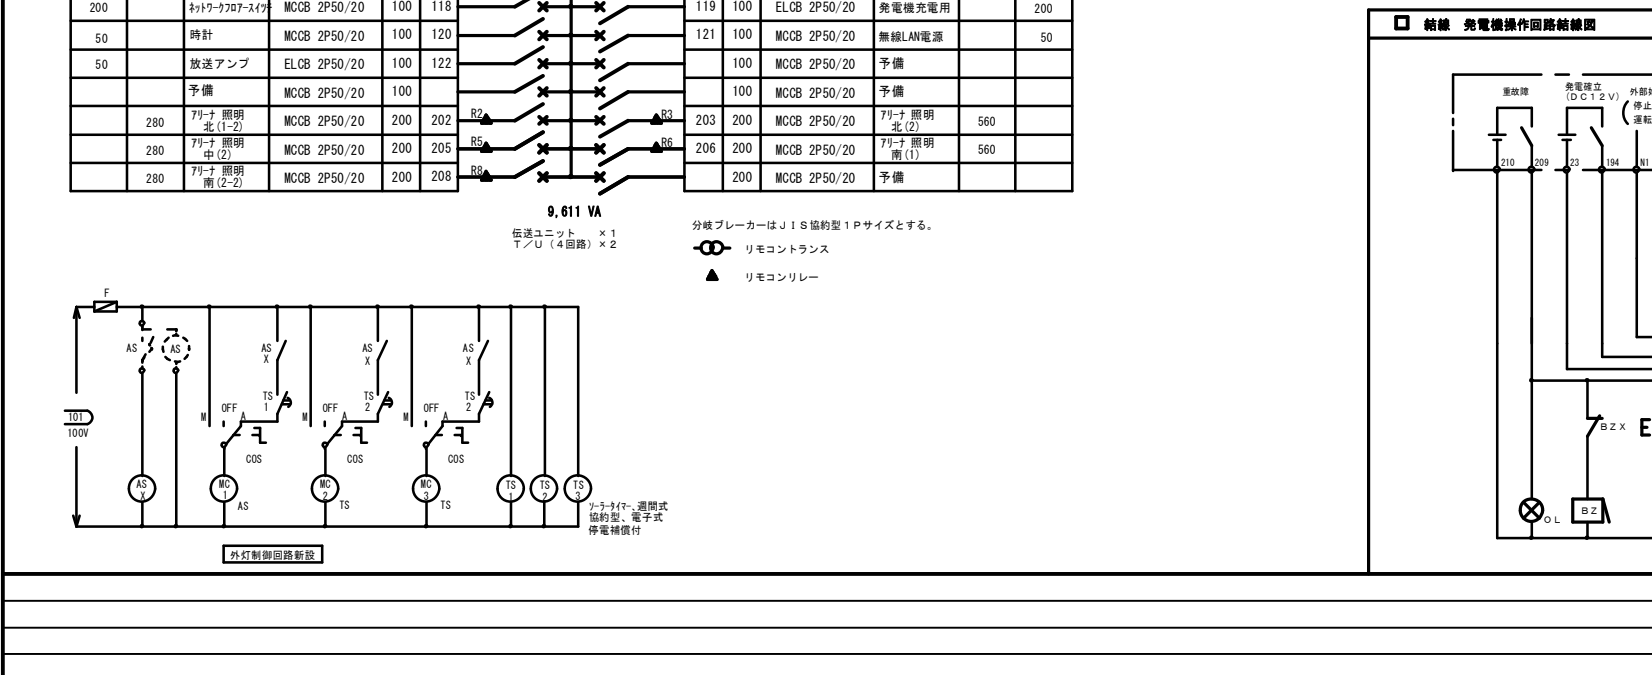 200 ネットワークフロアースイッチ MCCB 2P50/20 100 118 119 100 ELCB 2P50/20 発電機充電用 200
50 時計 MCCB 2P50/20 100 120 121 100 MCCB 2P50/20 無線LAN電源 50
50 放送アンプ ELCB 2P50/20 100 122 100 MCCB 2P50/20 予備
予備 MCCB 2P50/20 100 100 MCCB 2P50/20 予備
280 アリーナ 照明 北(1-2) MCCB 2P50/20 200 202 R2 R3 203 200 MCCB 2P50/20 アリーナ 照明 北(2) 560
280 アリーナ 照明 中(2) MCCB 2P50/20 200 205 R5 R6 206 200 MCCB 2P50/20 アリーナ 照明 南(1) 560
280 アリーナ 照明 南(2-2) MCCB 2P50/20 200 208 R8 200 MCCB 2P50/20 予備
9,611 VA
伝送ユニット ×1
T/U (4回路) ×2
分岐ブレーカーはJIS協約型1Pサイズとする。
リモコントランス
リモコンリレー
F
AS AS
AS X AS X AS X
TS 1 TS 2 TS 2
M OFF A M OFF A M OFF A
101
100V
COS COS COS
AS X MC 1 AS MC 2 TS MC 3 TS TS 1 TS 2 TS 3
ソーラータイマー、週間式
協約型、電子式
停電補償付
外灯制御回路新設
結線 発電機操作回路結線図
重故障 発電確立 (DC12V)
停止
運転
210 209 23 194 N1
BZX E
OL BZ